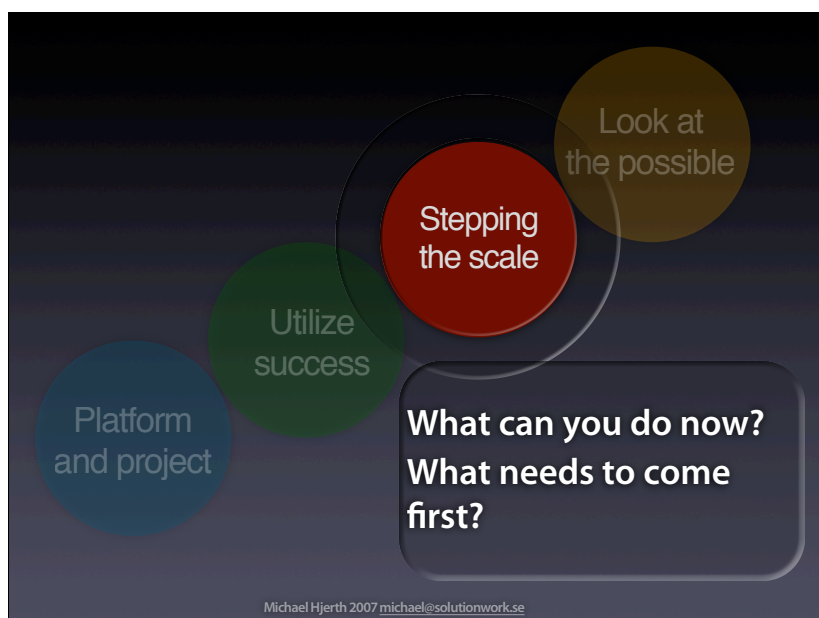 Look at
the possible
Stepping
the scale
Utilize
success
Platform
and project
What can you do now?
What needs to come
first?
Michael Hjerth 2007 michael@solutionwork.se